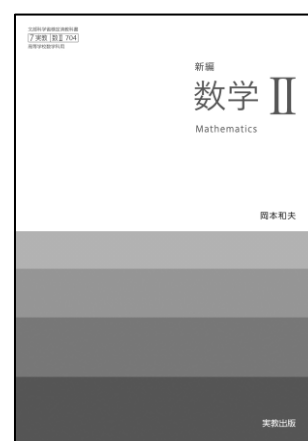 文部科学省検定済教科書
7 実教 数Ⅱ 704
高等学校数学科用
新編
数学 Ⅱ
Mathematics
岡本和夫
実教出版